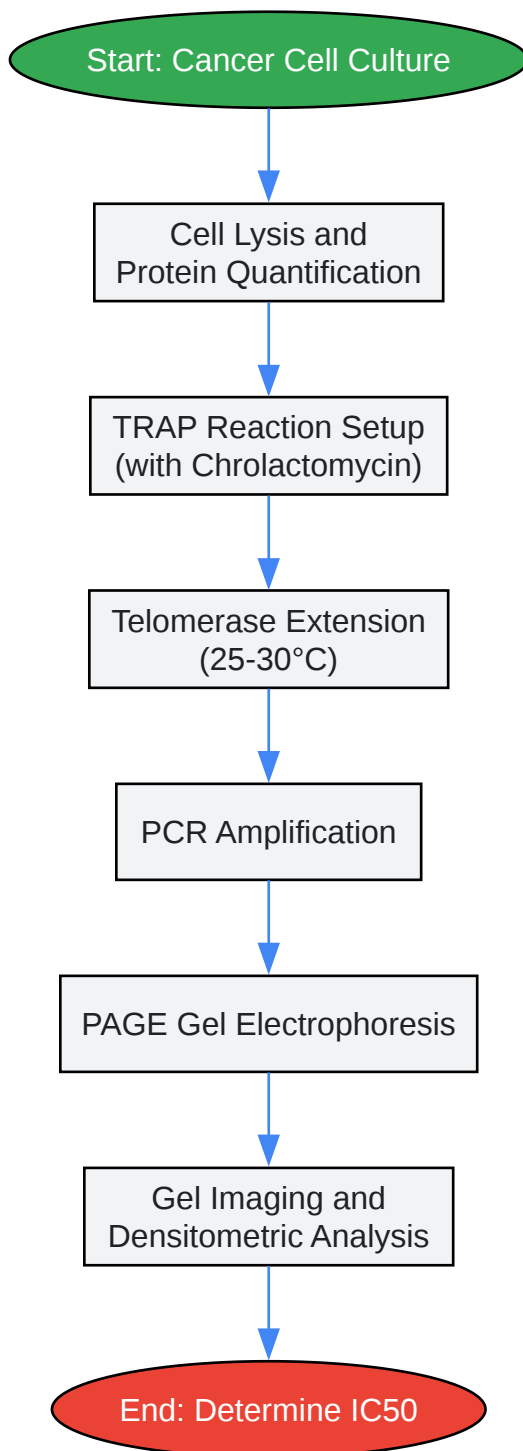 Start: Cancer Cell Culture
Cell Lysis and
Protein Quantification
TRAP Reaction Setup
(with Chrolactomycin)
Telomerase Extension
(25-30°C)
PCR Amplification
PAGE Gel Electrophoresis
Gel Imaging and
Densitometric Analysis
End: Determine IC50